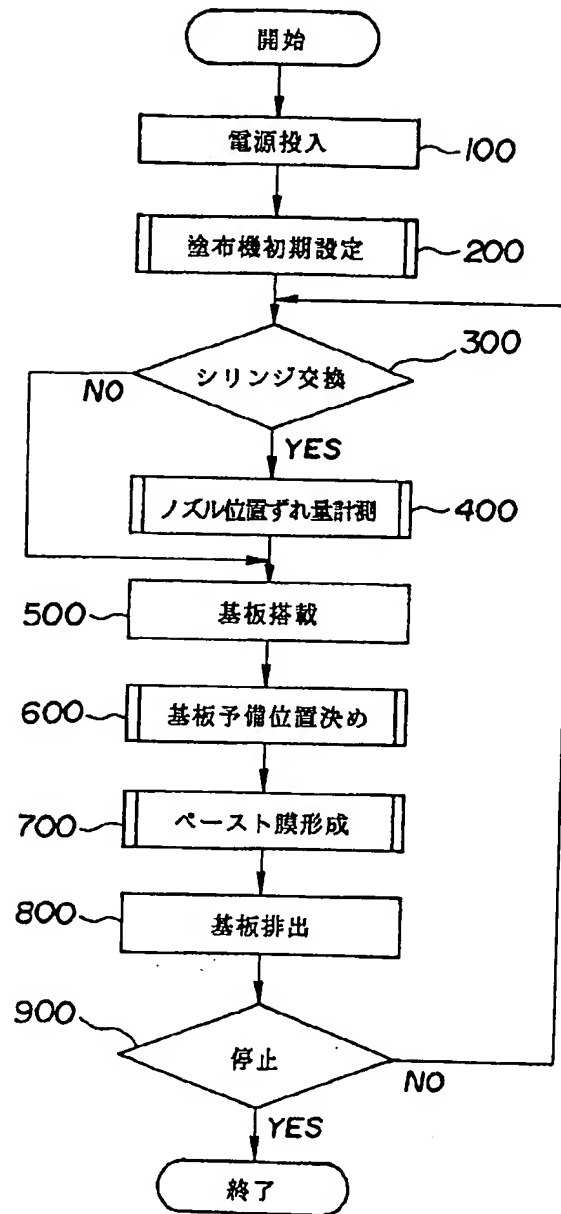 開始
電源投入
100
塗布機初期設定
200
シリンジ交換
300
NO
YES
ノズル位置ずれ量計測
400
500
基板搭載
600
基板予備位置決め
700
ペースト膜形成
800
基板排出
900
停止
NO
YES
終了